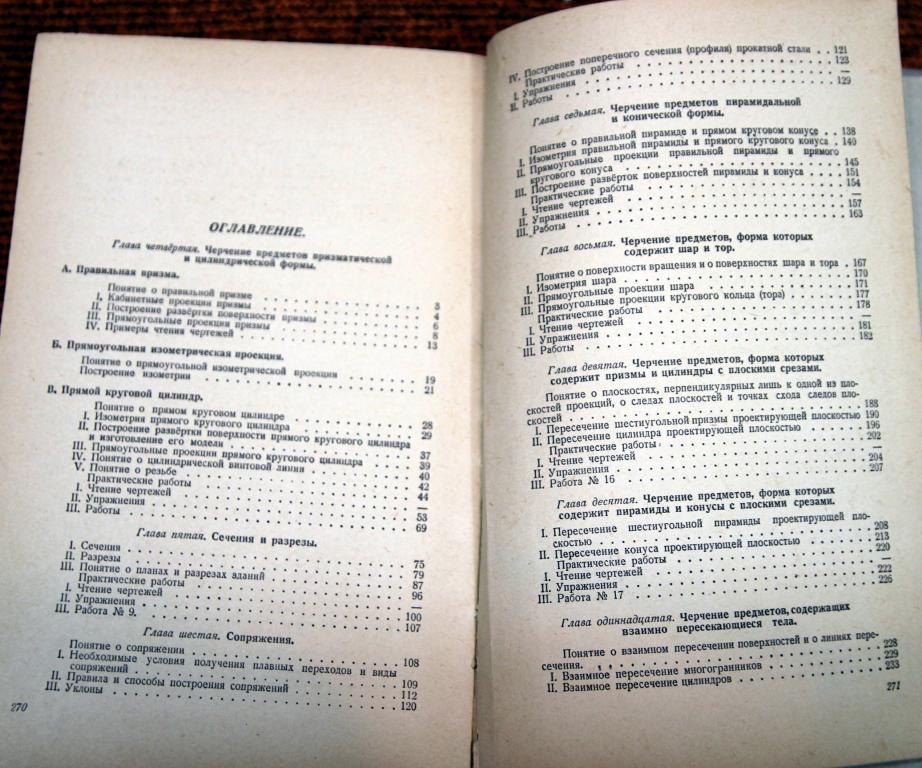 ОГЛАВЛЕНИЕ.
Глава четвёртая. Черчение предметов призматической
и цилиндрической формы.
А. Правильная призма.
Понятие о правильной призме . . . 3
I. Кабинетные проекции призмы . . . 4
II. Построение развёртки поверхности призмы . . . 6
III. Прямоугольные проекции призмы . . . 8
IV. Примеры чтения чертежей . . . 13
Б. Прямоугольная изометрическая проекция.
Понятие о прямоугольной изометрической проекции . . . 19
Построение изометрии . . . 21
В. Прямой круговой цилиндр.
Понятие о прямом круговом цилиндре . . . 28
I. Изометрия прямого кругового цилиндра . . . 29
II. Построение развёртки поверхности прямого кругового цилиндра
и изготовление его модели . . . 37
III. Прямоугольные проекции прямого кругового цилиндра . . . 39
IV. Понятие о цилиндрической винтовой линии . . . 40
V. Понятие о резьбе . . . 42
Практические работы . . . 44
I. Чтение чертежей . . . —
II. Упражнения . . . 53
III. Работы . . . 69
Глава пятая. Сечения и разрезы.
I. Сечения . . . 75
II. Разрезы . . . 79
III. Понятие о планах и разрезах зданий . . . 87
Практические работы . . . 96
I. Чтение чертежей . . . —
II. Упражнения . . . 100
III. Работа № 9. . . . 107
Глава шестая. Сопряжения.
Понятие о сопряжении . . . 108
I. Необходимые условия получения плавных переходов и виды
сопряжений . . . 109
II. Правила и способы построения сопряжений . . . 112
III. Уклоны . . . 120
270
IV. Построение поперечного сечения (профиля) прокатной стали . . 121
Практические работы . . . 123
I. Упражнения . . . —
II. Работы . . . 129
Глава седьмая. Черчение предметов пирамидальной
и конической формы.
Понятие о правильной пирамиде и прямом круговом конусе . . 138
I. Изометрия правильной пирамиды и прямого кругового конуса . 140
II. Прямоугольные проекции правильной пирамиды и прямого
кругового конуса . . . 145
III. Построение развёрток поверхностей пирамиды и конуса . . . 151
Практические работы . . . 154
I. Чтение чертежей . . . —
II. Упражнения . . . 157
III. Работы . . . 163
Глава восьмая. Черчение предметов, форма которых
содержит шар и тор.
Понятие о поверхности вращения и о поверхностях шара и тора . 167
I. Изометрия шара . . . 170
II. Прямоугольные проекции шара . . . 171
III. Прямоугольные проекции кругового кольца (тора) . . . 177
Практические работы . . . 178
I. Чтение чертежей . . . —
II. Упражнения . . . 181
III. Работы . . . 182
Глава девятая. Черчение предметов, форма которых
содержит призмы и цилиндры с плоскими срезами.
Понятие о плоскостях, перпендикулярных лишь к одной из пло-
скостей проекций, о следах плоскостей и точках схода следов пло-
скостей . . . 188
I. Пересечение шестиугольной призмы проектирующей плоскостью 190
II. Пересечение цилиндра проектирующей плоскостью . . . 196
Практические работы . . . 202
I. Чтение чертежей . . . —
II. Упражнения . . . 204
III. Работа № 16 . . . 207
Глава десятая. Черчение предметов, форма которых
содержит пирамиды и конусы с плоскими срезами.
I. Пересечение шестиугольной пирамиды проектирующей пло-
скостью . . . 208
II. Пересечение конуса проектирующей плоскостью . . . 213
Практические работы . . . 220
I. Чтение чертежей . . . —
II. Упражнения . . . 222
III. Работа № 17 . . . 226
Глава одиннадцатая. Черчение предметов, содержащих
взаимно пересекающиеся тела.
Понятие о взаимном пересечении поверхностей и о линиях пере-
сечения. . . . 228
I. Взаимное пересечение многогранников . . . 229
II. Взаимное пересечение цилиндров . . . 233
271